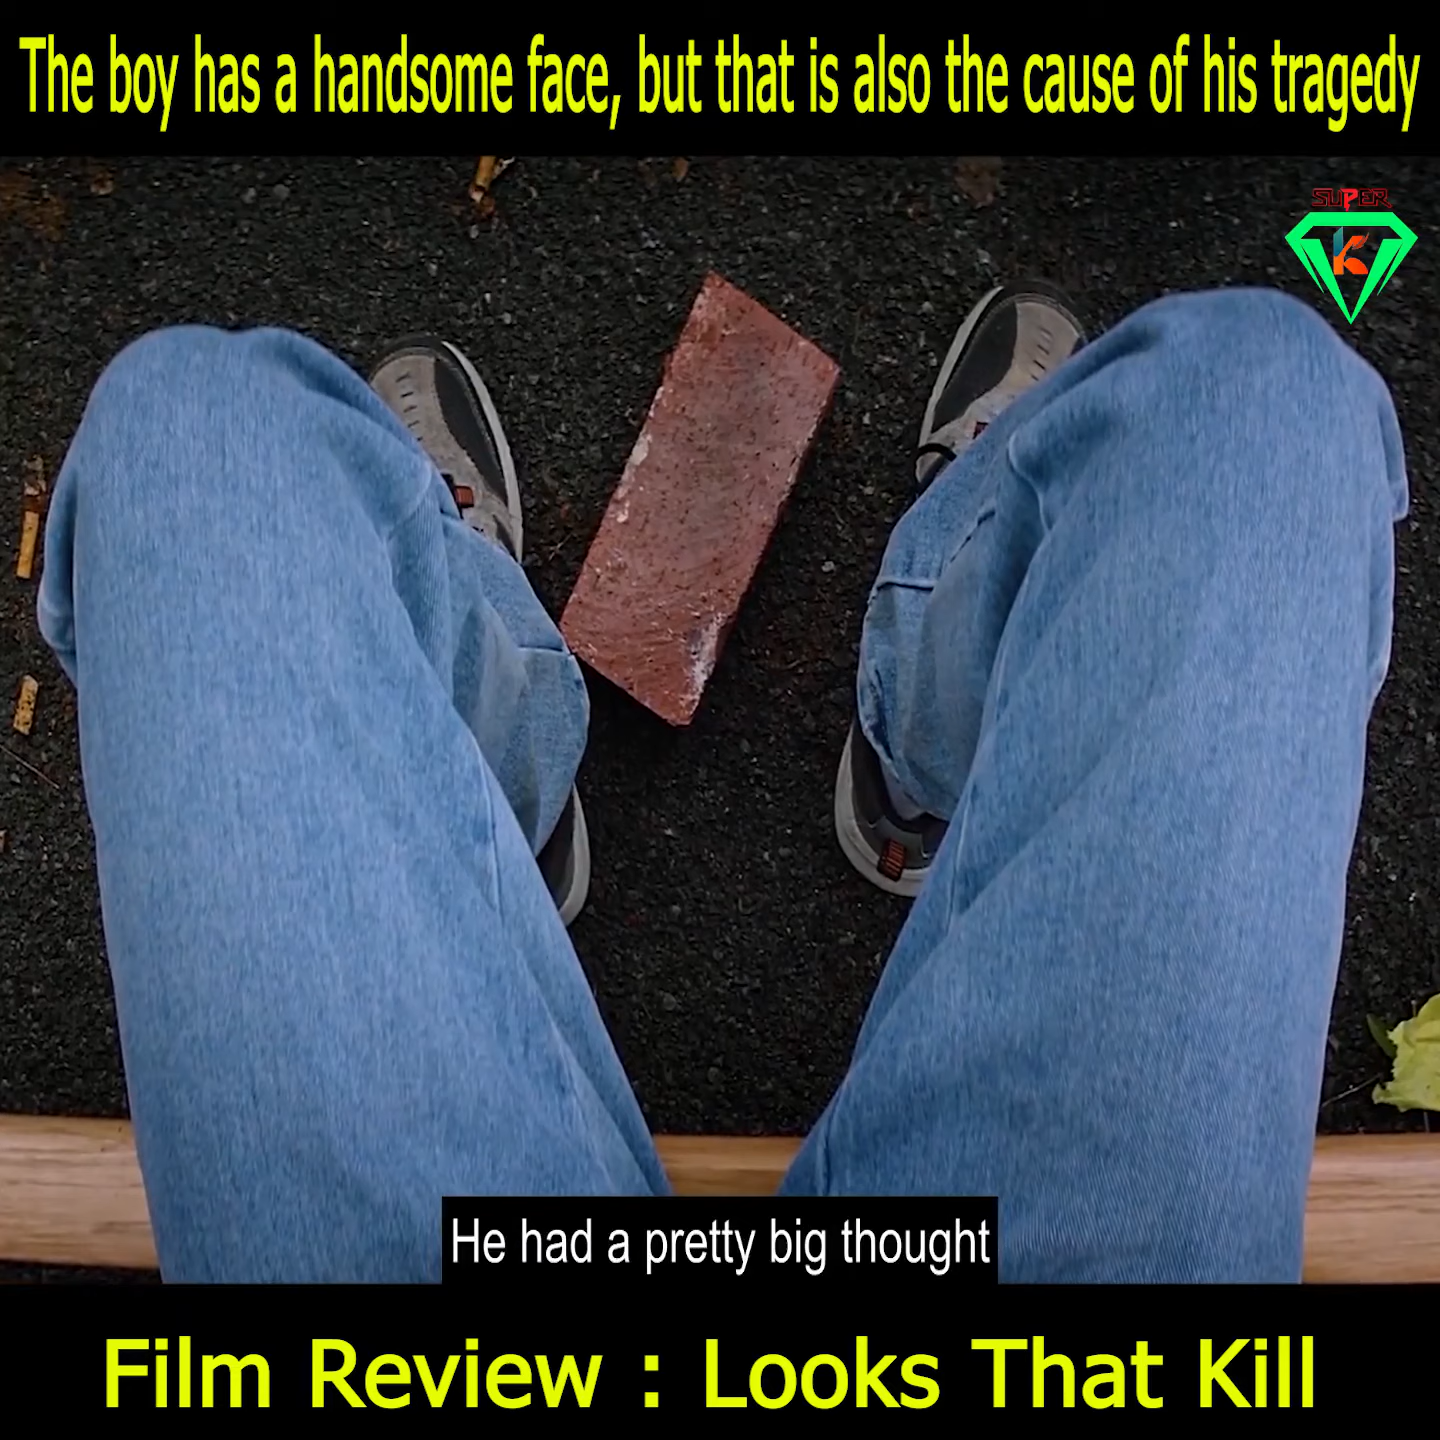 The boy has a handsome face, but that is also the cause of his tragedy
SUPER
K
He had a pretty big thought
Film Review : Looks That Kill